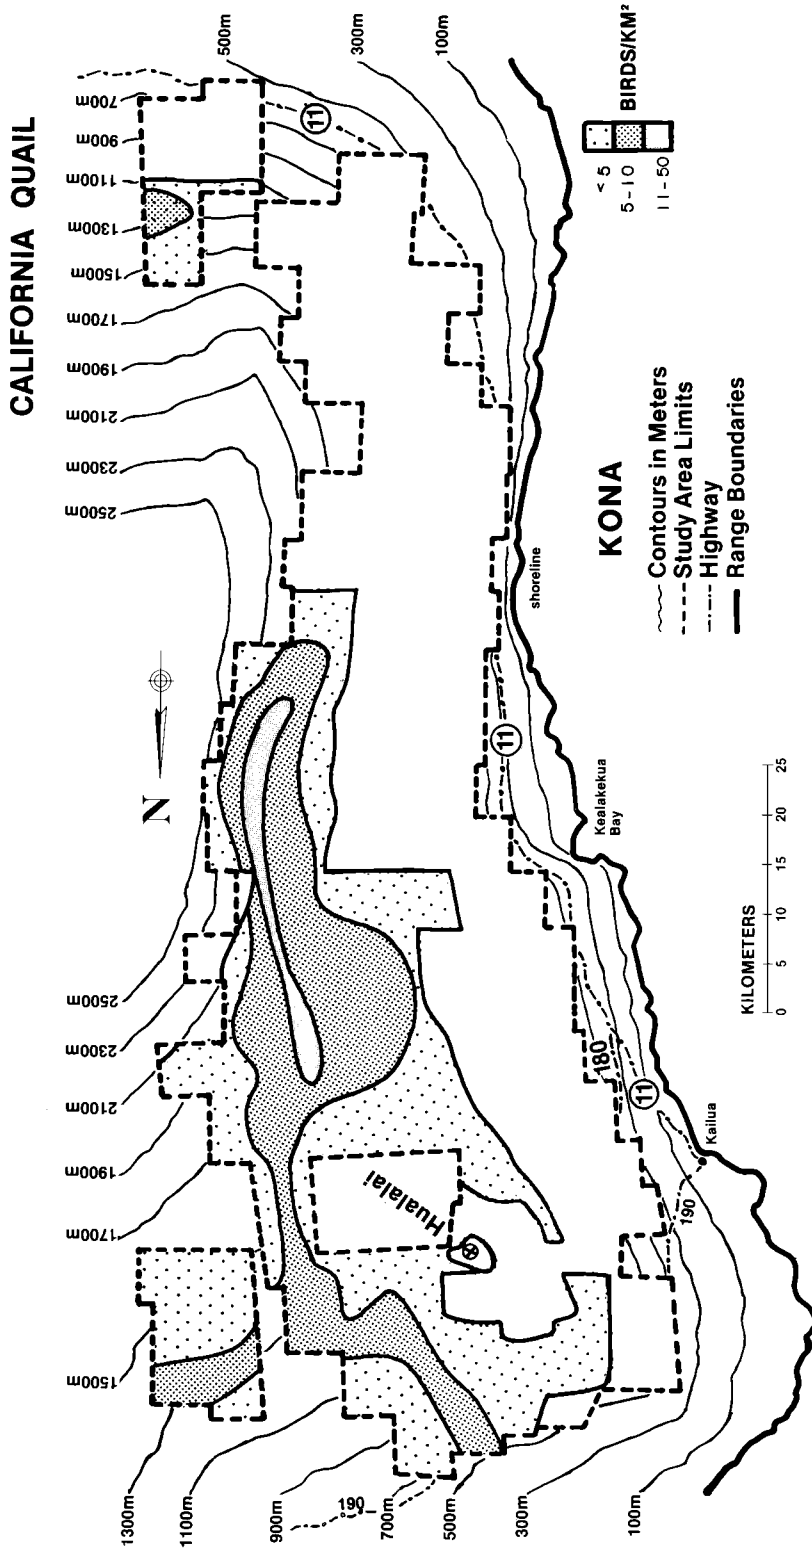 CALIFORNIA QUAIL
500m
300m
100m
700m
900m
1100m
1300m
1500m
1700m
1900m
2100m
2300m
2500m
11
BIRDS/KM²
< 5
5-10
11-50
N
KONA
Contours in Meters
Study Area Limits
Highway
Range Boundaries
shoreline
11
Kealakekua
Bay
KILOMETERS
0 5 10 15 20 25
2500m
2300m
2100m
1900m
1700m
1500m
1300m
1100m
900m
700m
500m
300m
100m
180
11
Kailua
190
Hualalai
190